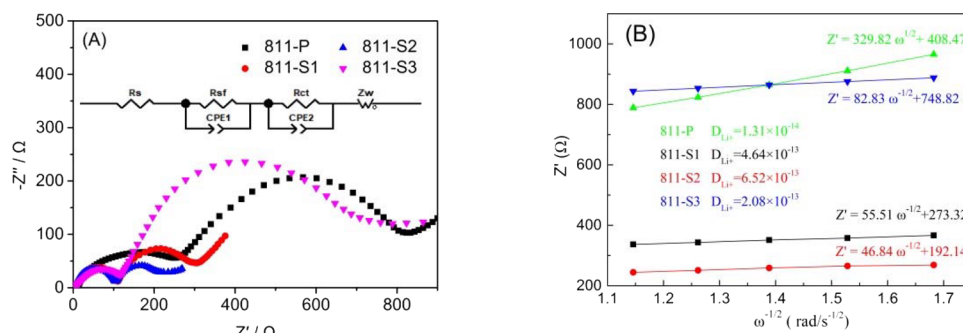 (A)
500
400
300
200
100
0
-Z″ / Ω
811-P
811-S2
811-S1
811-S3
Rs
Rsf
Rct
Zw
CPE1
CPE2
0 200 400 600 800
Z′ / Ω
(B)
1000
800
600
400
200
Z′ (Ω)
Z′ = 329.82 ω^-1/2+ 408.47
Z′ = 82.83 ω^-1/2+748.82
811-P D_Li+=1.31×10^-14
811-S1 D_Li+=4.64×10^-13
811-S2 D_Li+=6.52×10^-13
811-S3 D_Li+=2.08×10^-13
Z′ = 55.51 ω^-1/2+273.32
Z′ = 46.84 ω^-1/2+192.14
1.1 1.2 1.3 1.4 1.5 1.6 1.7
ω^-1/2 ( rad/s^-1/2)